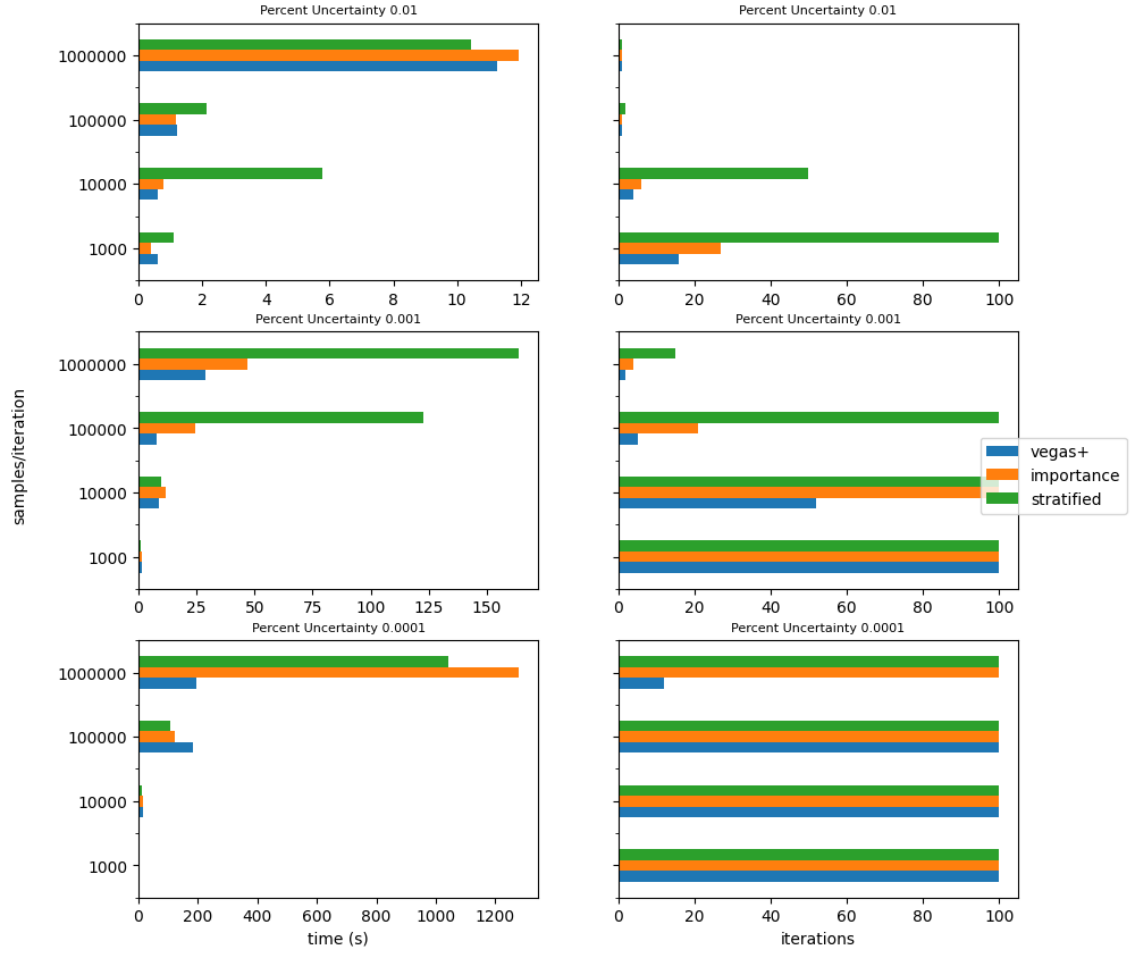 Percent Uncertainty 0.01
1000000
100000
10000
1000
0 2 4 6 8 10 12
Percent Uncertainty 0.01
0 20 40 60 80 100
samples/iteration
Percent Uncertainty 0.001
1000000
100000
10000
1000
0 25 50 75 100 125 150
Percent Uncertainty 0.001
0 20 40 60 80 100
vegas+
importance
stratified
Percent Uncertainty 0.0001
1000000
100000
10000
1000
0 200 400 600 800 1000 1200
time (s)
Percent Uncertainty 0.0001
0 20 40 60 80 100
iterations